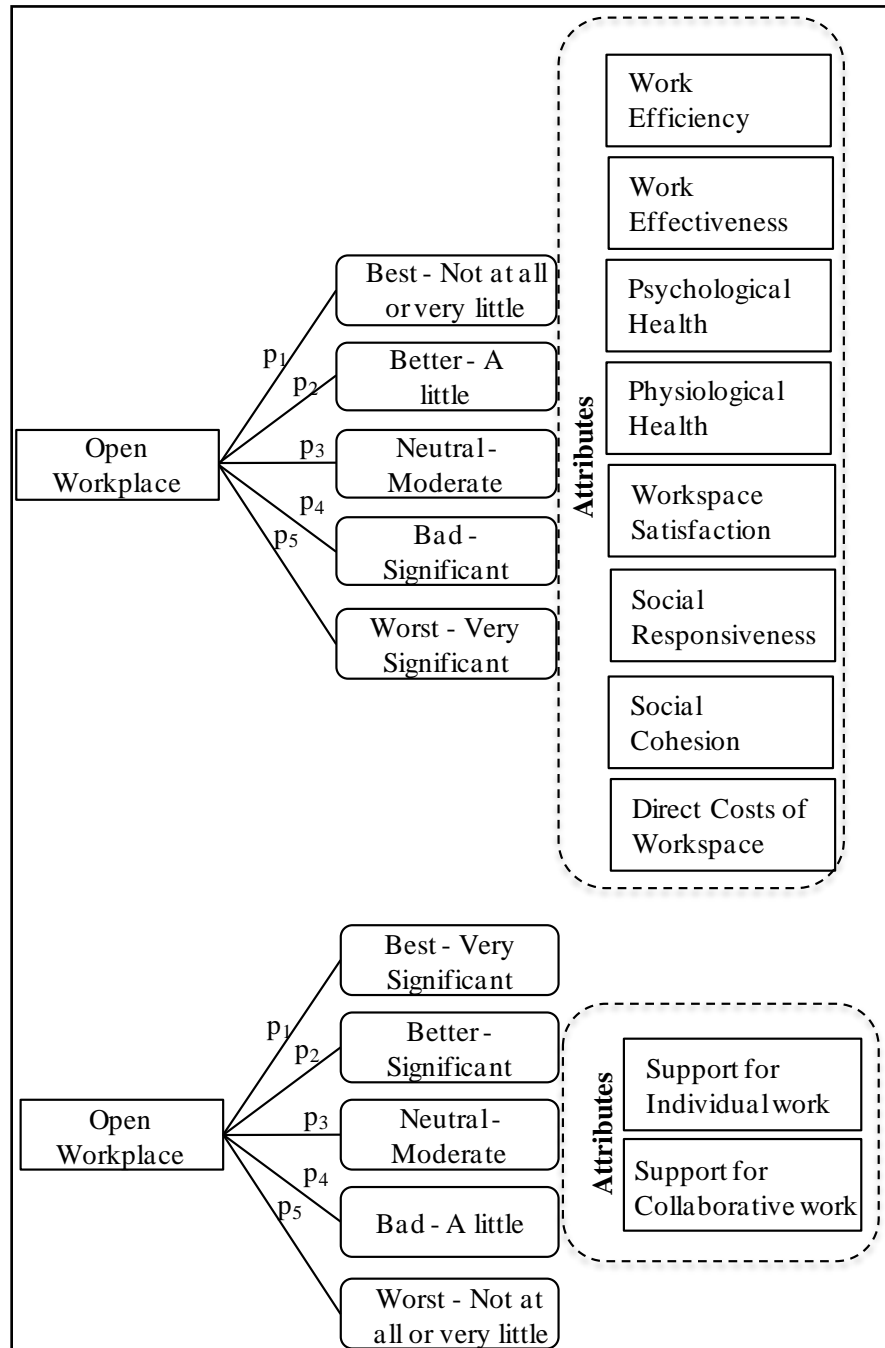 Work
Efficiency
Work
Effectiveness
Best - Not at all
or very little
Psychological
Health
p1
Better - A
little
p2
Physiological
Health
Attributes
Open
Workplace
p3
Neutral -
Moderate
Workspace
Satisfaction
p4
Bad -
Significant
p5
Worst - Very
Significant
Social
Responsiveness
Social
Cohesion
Direct Costs of
Workspace
Best - Very
Significant
p1
Better -
Significant
p2
Support for
Individual work
Attributes
Open
Workplace
p3
Neutral -
Moderate
Support for
Collaborative work
p4
Bad - A little
p5
Worst - Not at
all or very little